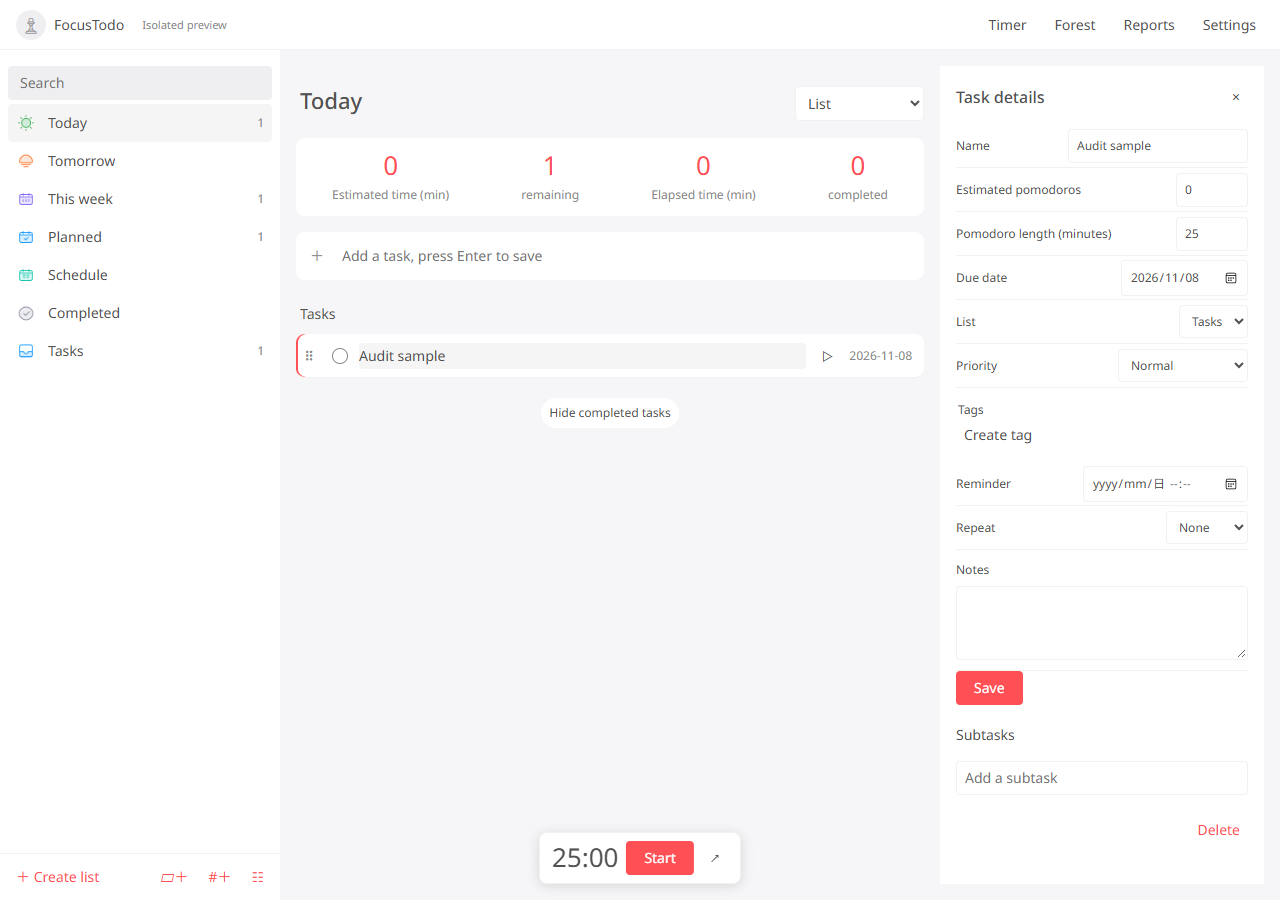 FocusTodo
Isolated preview
Timer
Forest
Reports
Settings
Search
Today 1
Tomorrow
This week 1
Planned 1
Schedule
Completed
Tasks 1
+ Create list
#+
Today
List
0
Estimated time (min)
1
remaining
0
Elapsed time (min)
0
completed
+ Add a task, press Enter to save
Tasks
Audit sample
2026-11-08
Hide completed tasks
25:00
Start
Task details
×
Name
Audit sample
Estimated pomodoros
0
Pomodoro length (minutes)
25
Due date
2026/11/08
List
Tasks
Priority
Normal
Tags
Create tag
Reminder
yyyy/mm/日 --:--
Repeat
None
Notes
Save
Subtasks
Add a subtask
Delete